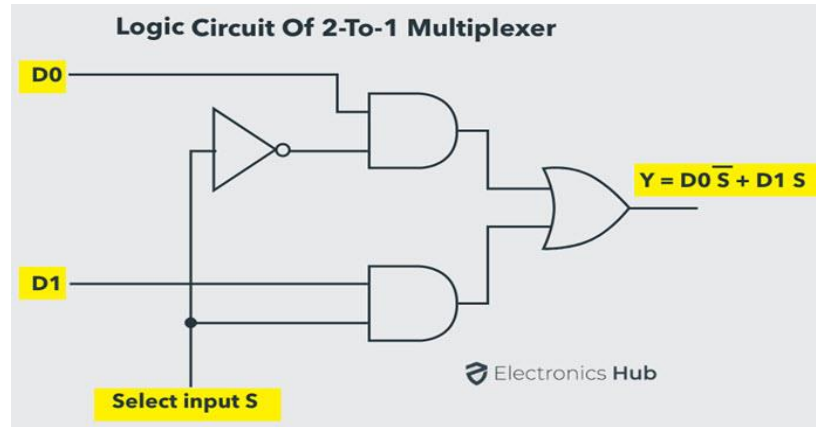 Logic Circuit Of 2-To-1 Multiplexer
D0
Y = D0 S̅ + D1 S
D1
Electronics Hub
Select input S